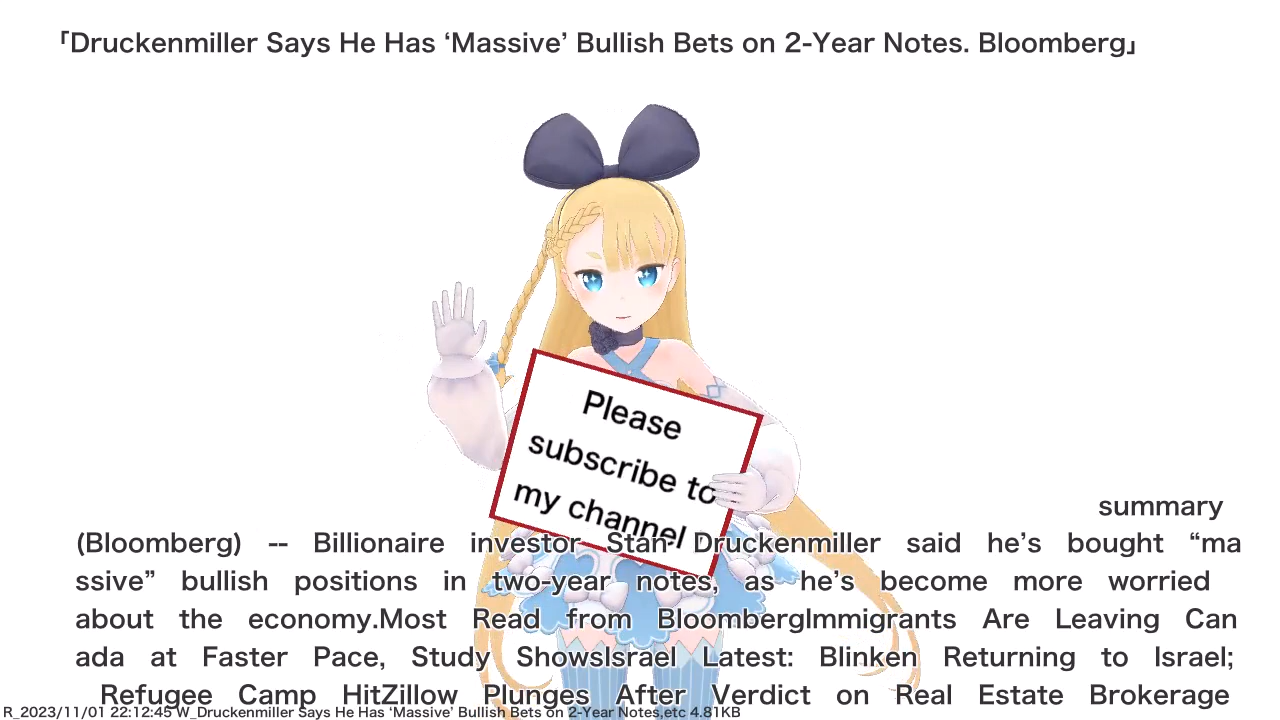 「Druckenmiller Says He Has ‘Massive’ Bullish Bets on 2-Year Notes. Bloomberg」
Please
subscribe to
my channel
summary
(Bloomberg) -- Billionaire investor Stan Druckenmiller said he’s bought “ma
ssive” bullish positions in two-year notes, as he’s become more worried
about the economy.Most Read from BloombergImmigrants Are Leaving Can
ada at Faster Pace, Study ShowsIsrael Latest: Blinken Returning to Israel;
Refugee Camp HitZillow Plunges After Verdict on Real Estate Brokerage
R_2023/11/01 22:12:45 W_Druckenmiller Says He Has ‘Massive’ Bullish Bets on 2-Year Notes,etc 4.81KB